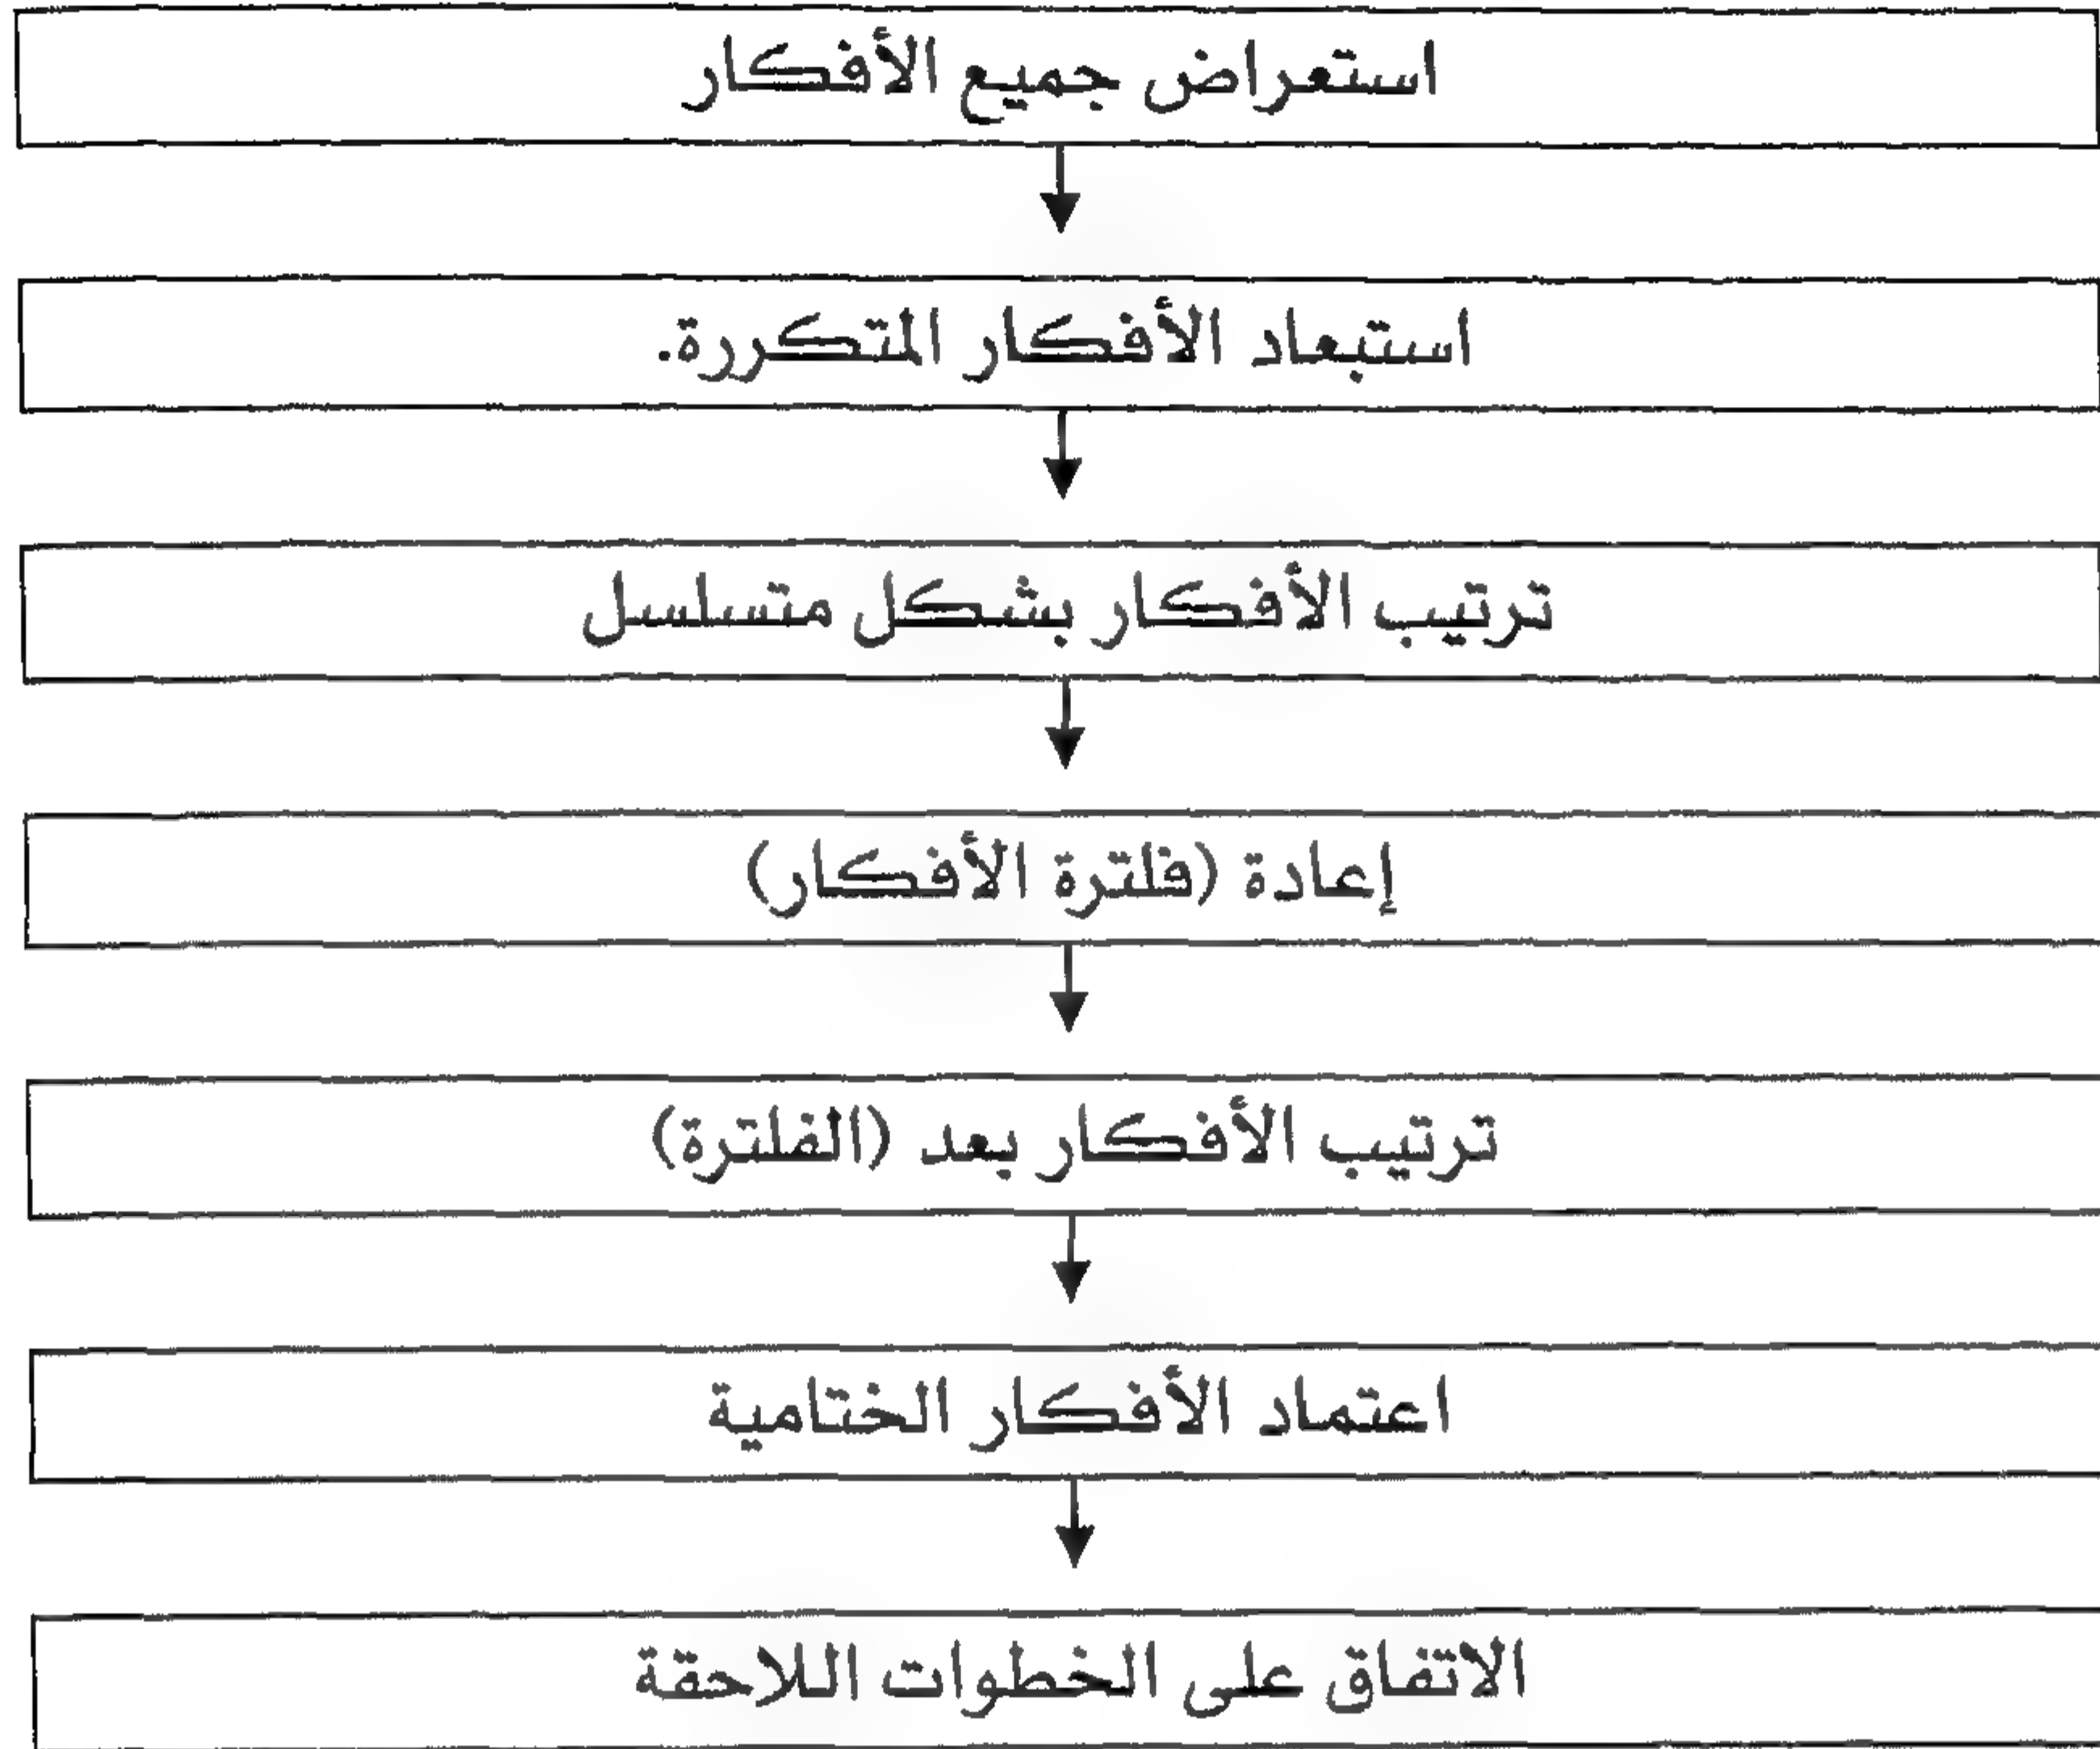 استعراض جميع الأفكار
استبعاد الأفكار المتكررة.
ترتيب الأفكار بشكل متسلسل
إعادة (فلترة الأفكار)
ترتيب الأفكار بعد (الفلترة)
اعتماد الأفكار الختامية
الاتفاق على الخطوات اللاحقة